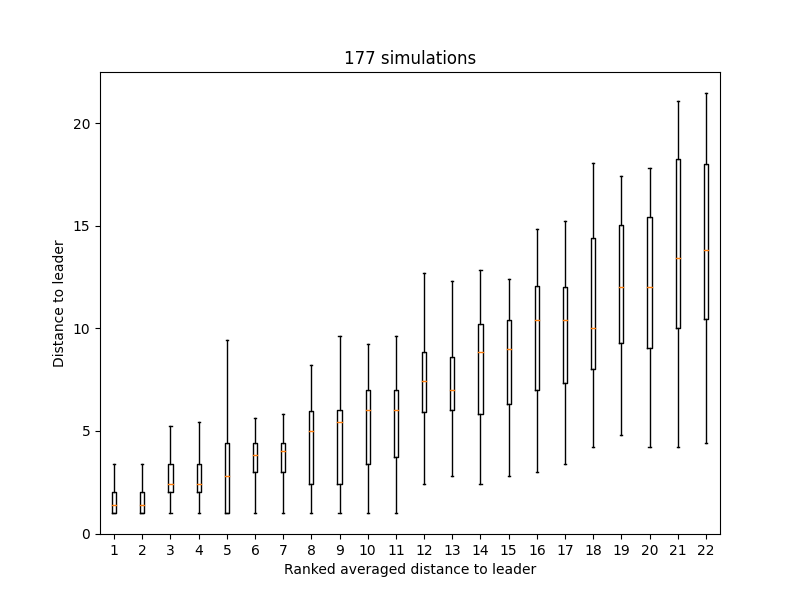 177 simulations
20
15
10
5
0
Distance to leader
1 2 3 4 5 6 7 8 9 10 11 12 13 14 15 16 17 18 19 20 21 22
Ranked averaged distance to leader